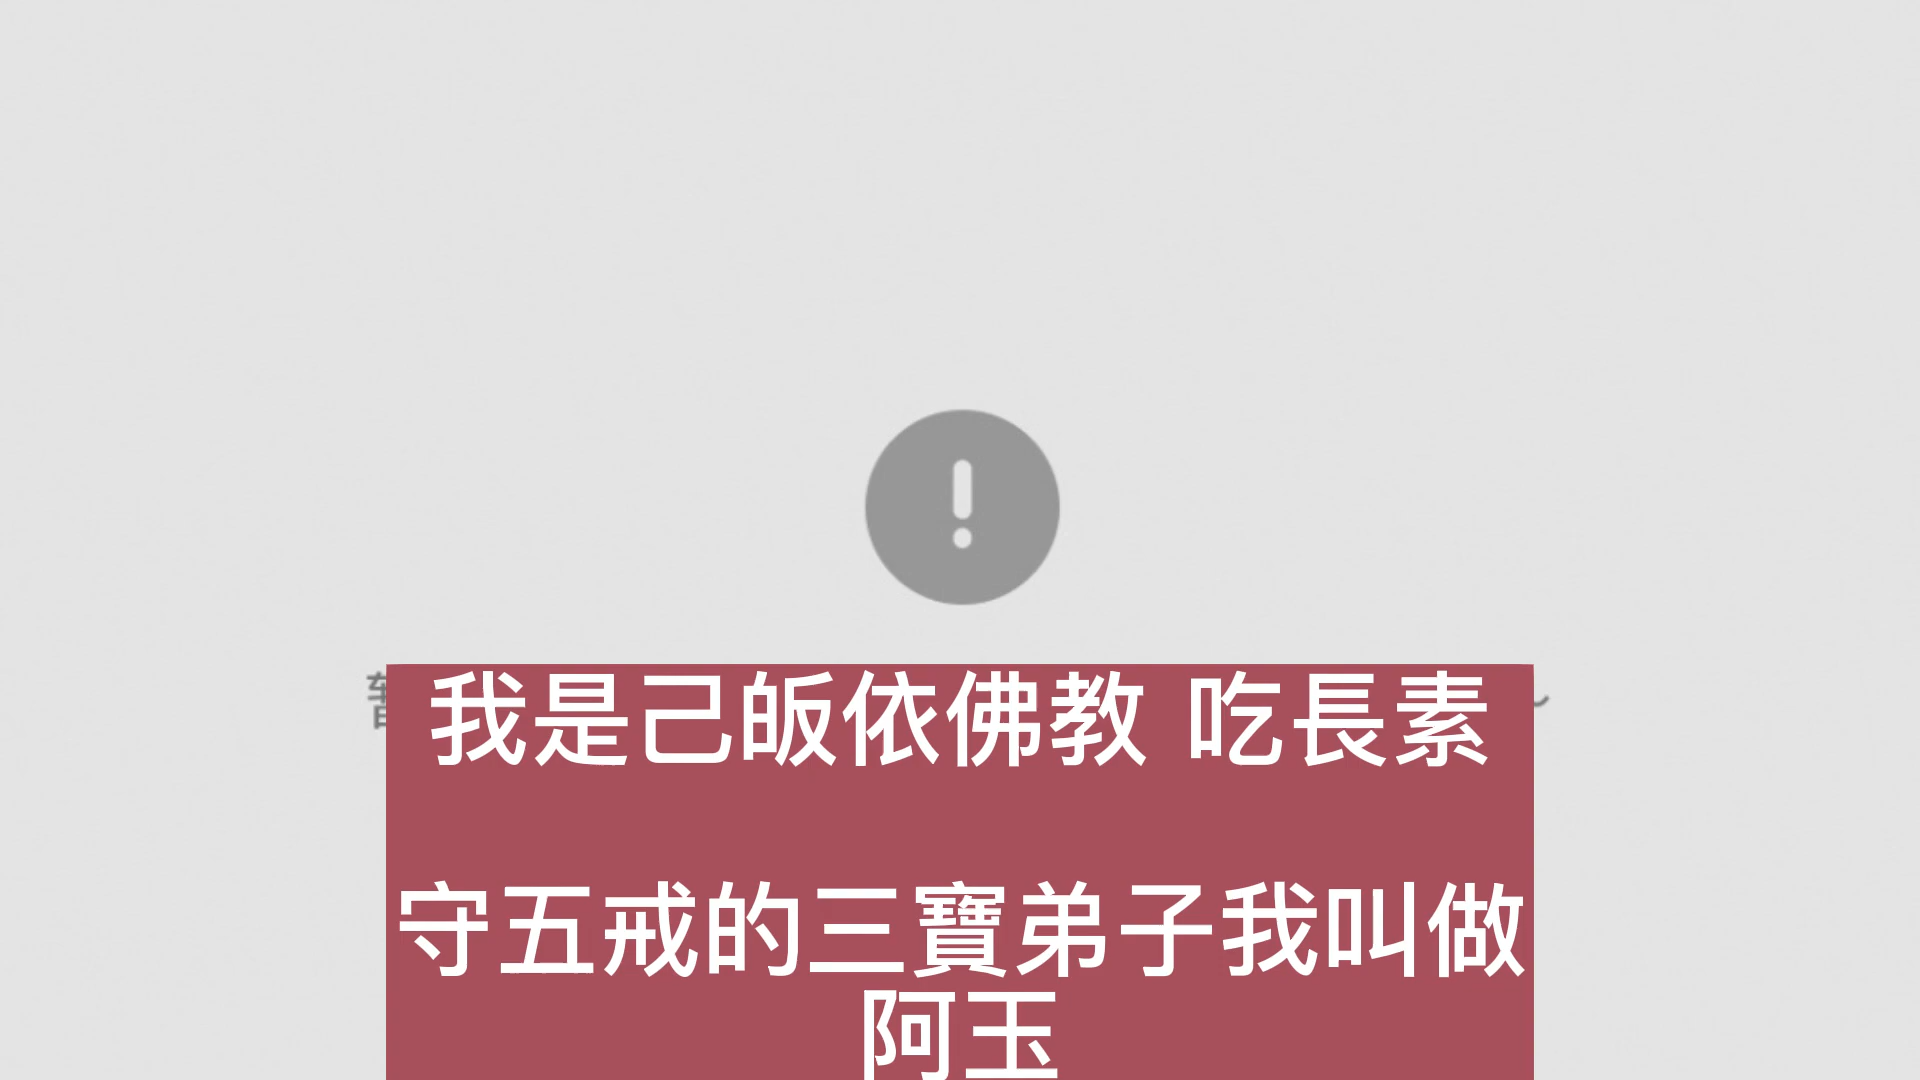 我是己皈依佛教 吃長素
守五戒的三寶弟子我叫做
阿玉